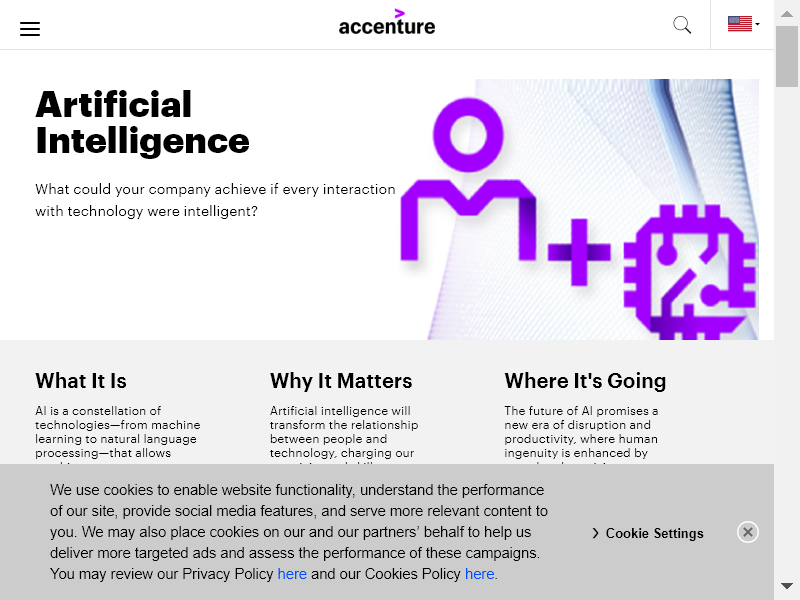 accenture
Artificial
Intelligence
What could your company achieve if every interaction
with technology were intelligent?
What It Is
AI is a constellation of
technologies—from machine
learning to natural language
processing—that allows
Why It Matters
Artificial intelligence will
transform the relationship
between people and
technology, charging our
Where It's Going
The future of AI promises a
new era of disruption and
productivity, where human
ingenuity is enhanced by
We use cookies to enable website functionality, understand the performance
of our site, provide social media features, and serve more relevant content to
you. We may also place cookies on our and our partners’ behalf to help us
deliver more targeted ads and assess the performance of these campaigns.
You may review our Privacy Policy here and our Cookies Policy here.
Cookie Settings